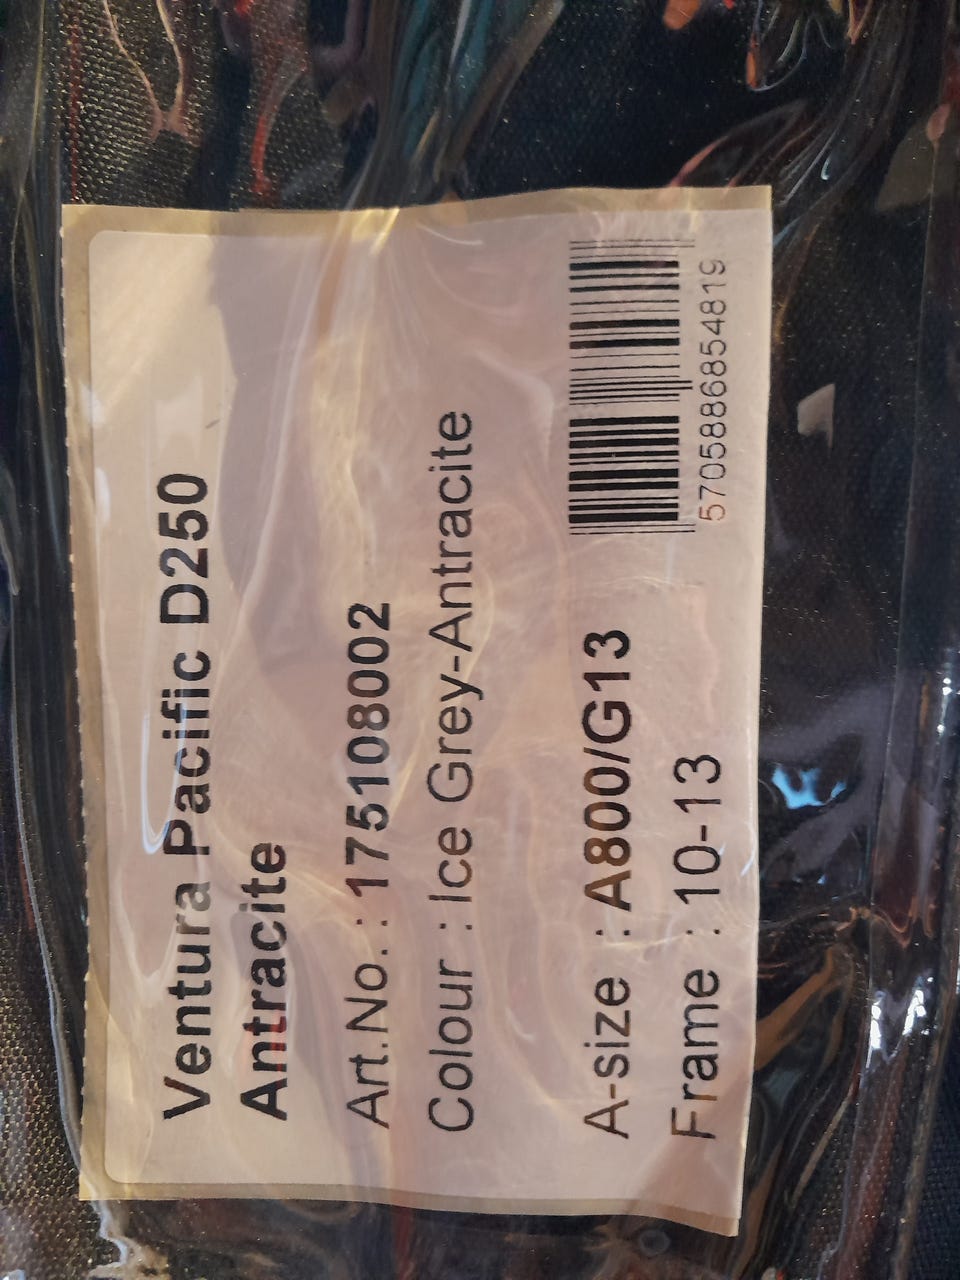 Ventura Pacific D250
Antracite
Art.No. : 175108002
Colour : Ice Grey-Antracite
A-size : A800/G13
Frame : 10-13
5705886854819